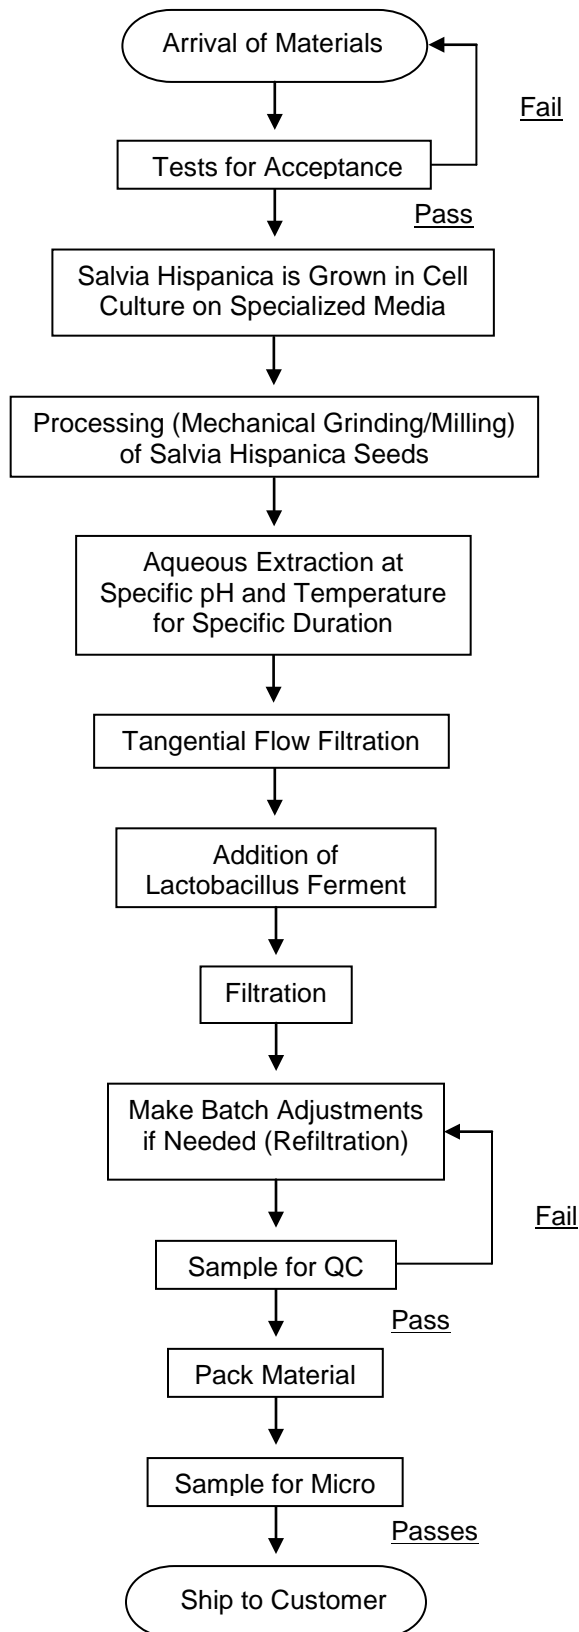 Arrival of Materials
Fail
Tests for Acceptance
Pass
Salvia Hispanica is Grown in Cell
Culture on Specialized Media
Processing (Mechanical Grinding/Milling)
of Salvia Hispanica Seeds
Aqueous Extraction at
Specific pH and Temperature
for Specific Duration
Tangential Flow Filtration
Addition of
Lactobacillus Ferment
Filtration
Make Batch Adjustments
if Needed (Refiltration)
Fail
Sample for QC
Pass
Pack Material
Sample for Micro
Passes
Ship to Customer